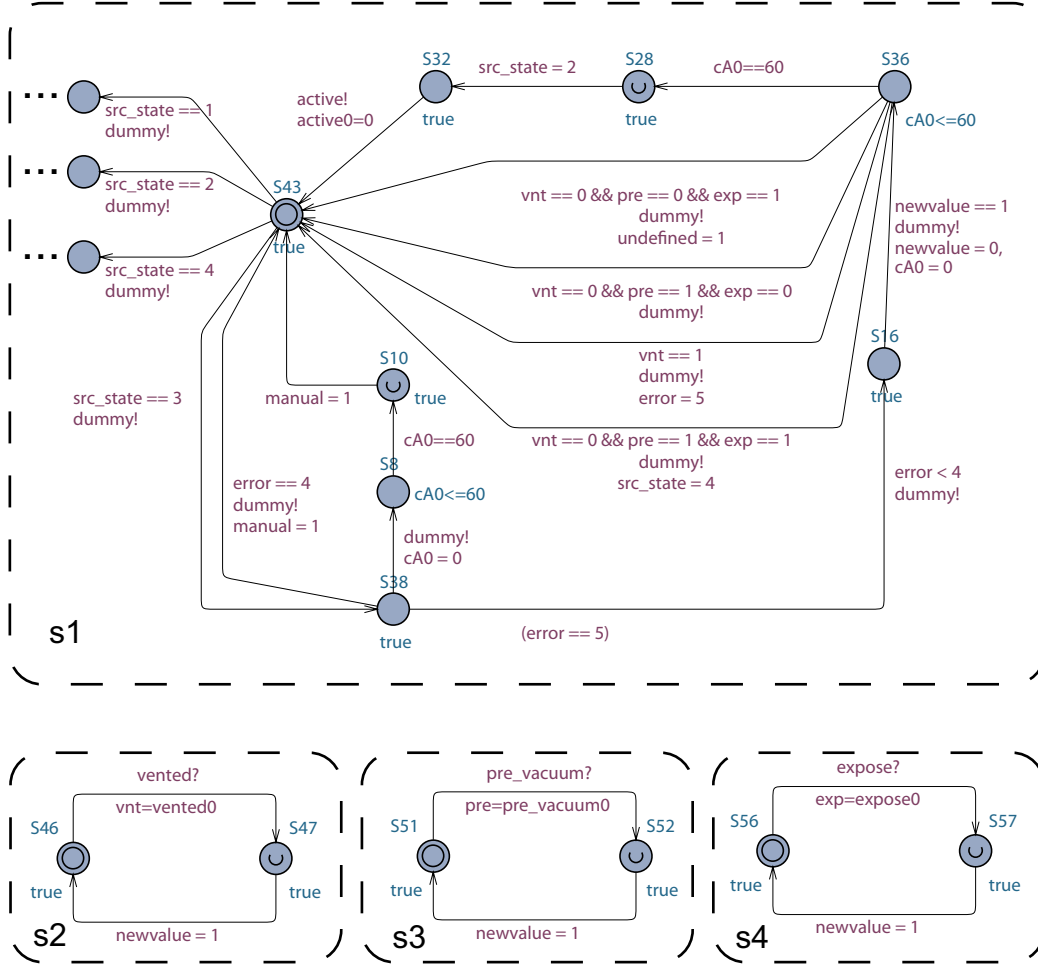 S32
src_state = 2
S28
cA0==60
S36
...
src_state == 1
dummy!
active!
active0=0
true
true
cA0<=60
...
src_state == 2
dummy!
S43
true
vnt == 0 && pre == 0 && exp == 1
dummy!
undefined = 1
newvalue == 1
dummy!
newvalue = 0,
cA0 = 0
...
src_state == 4
dummy!
vnt == 0 && pre == 1 && exp == 0
dummy!
S16
true
S10
true
vnt == 1
dummy!
error = 5
src_state == 3
dummy!
manual = 1
cA0==60
vnt == 0 && pre == 1 && exp == 1
dummy!
src_state = 4
S8
cA0<=60
error < 4
dummy!
error == 4
dummy!
manual = 1
dummy!
cA0 = 0
S38
true
(error == 5)
s1
vented?
vnt=vented0
S46
S47
true
true
newvalue = 1
s2
pre_vacuum?
pre=pre_vacuum0
S51
S52
true
true
newvalue = 1
s3
expose?
exp=expose0
S56
S57
true
true
newvalue = 1
s4